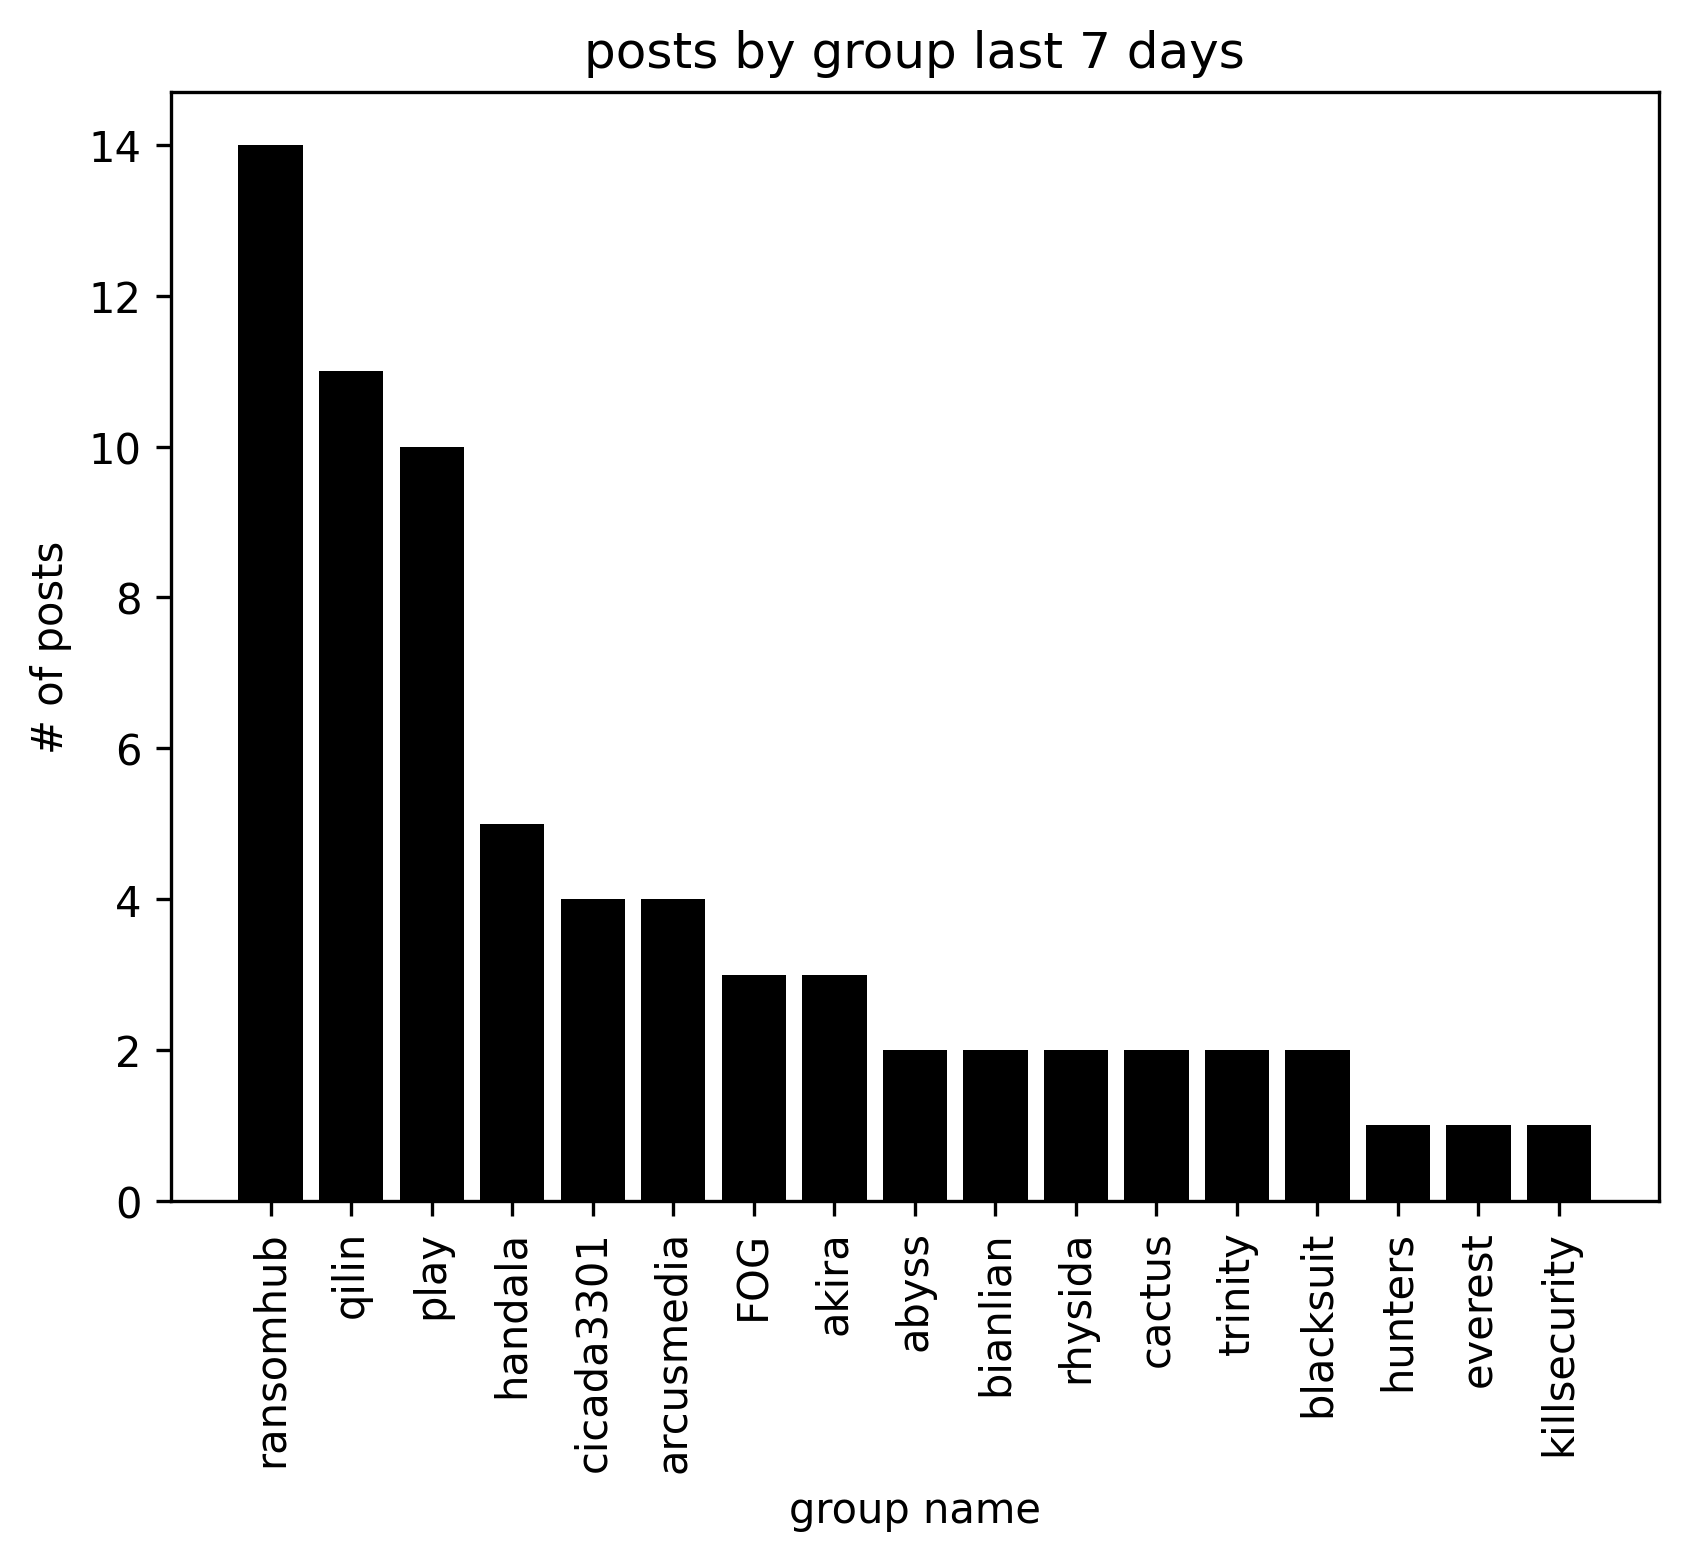 posts by group last 7 days
# of posts
14
12
10
8
6
4
2
0
ransomhub
qilin
play
handala
cicada3301
arcusmedia
FOG
akira
abyss
bianlian
rhysida
cactus
trinity
blacksuit
hunters
everest
killsecurity
group name